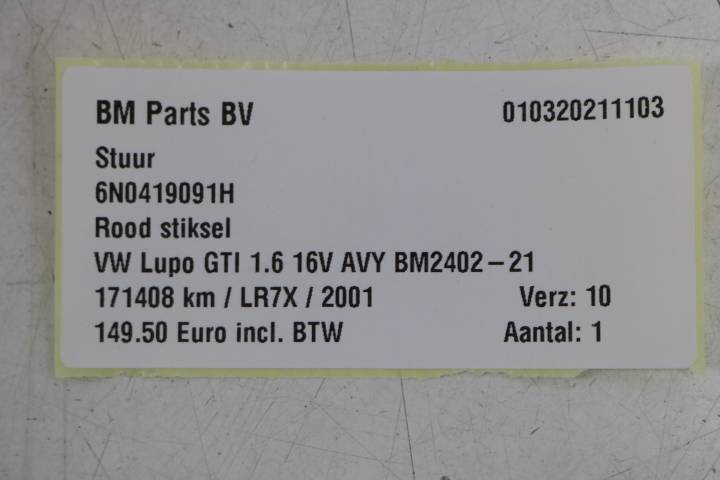 BM Parts BV 010320211103
Stuur
6N0419091H
Rood stiksel
VW Lupo GTI 1.6 16V AVY BM2402-21
171408 km / LR7X / 2001 Verz: 10
149.50 Euro incl. BTW Aantal: 1